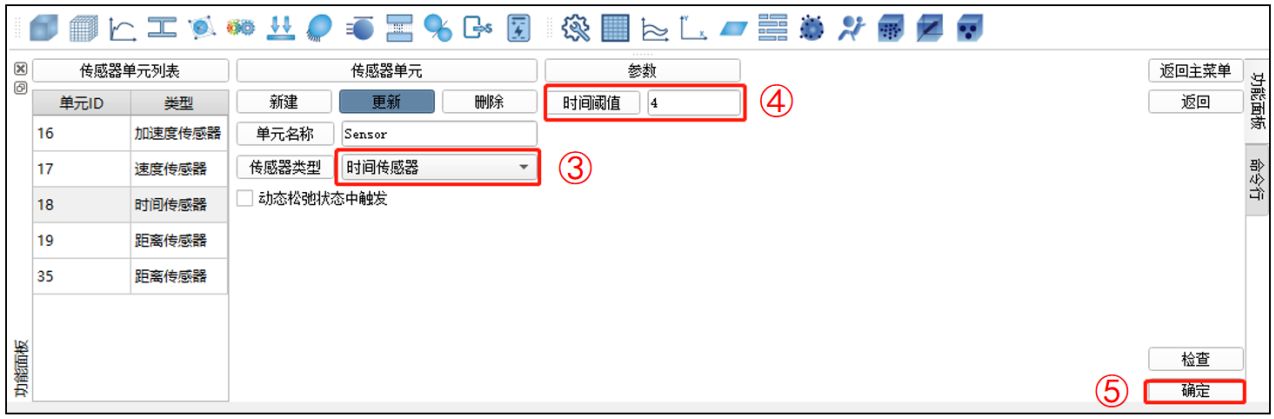 传感器单元列表 传感器单元 参数 返回主菜单
单元ID 类型 新建 更新 删除 时间阈值 4 ④ 返回
16 加速度传感器 单元名称 Sensor
17 速度传感器 传感器类型 时间传感器 ③
18 时间传感器 动态松弛状态中触发
19 距离传感器
35 距离传感器
检查
⑤ 确定
功能面板
功能面板
命令行